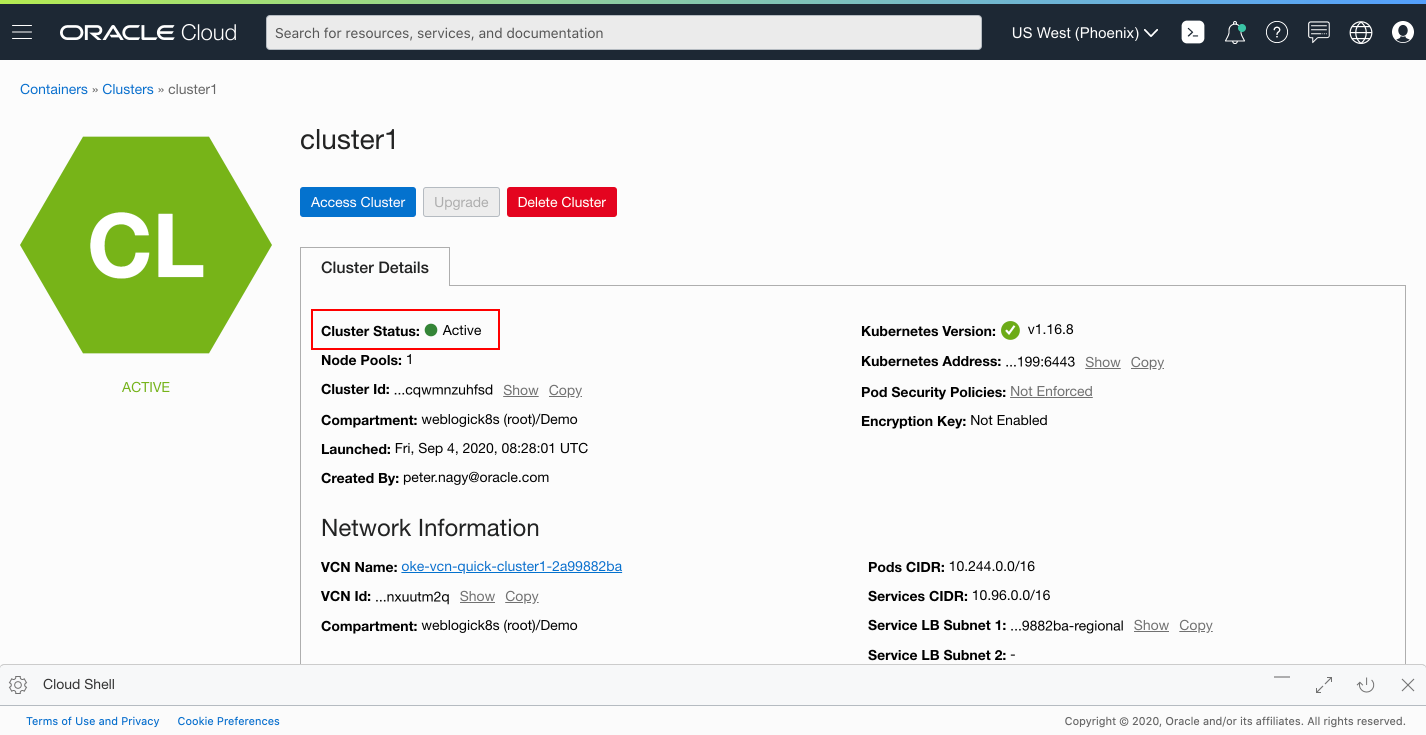 ORACLE Cloud
Search for resources, services, and documentation
US West (Phoenix)
Containers » Clusters » cluster1
CL
ACTIVE
cluster1
Access Cluster
Upgrade
Delete Cluster
Cluster Details
Cluster Status: Active
Node Pools: 1
Cluster Id: ...cqwmnzuhfsd Show Copy
Compartment: weblogick8s (root)/Demo
Launched: Fri, Sep 4, 2020, 08:28:01 UTC
Created By: peter.nagy@oracle.com
Kubernetes Version: v1.16.8
Kubernetes Address: ...199:6443 Show Copy
Pod Security Policies: Not Enforced
Encryption Key: Not Enabled
Network Information
VCN Name: oke-vcn-quick-cluster1-2a99882ba
VCN Id: ...nxuutm2q Show Copy
Compartment: weblogick8s (root)/Demo
Pods CIDR: 10.244.0.0/16
Services CIDR: 10.96.0.0/16
Service LB Subnet 1: ...9882ba-regional Show Copy
Service LB Subnet 2: -
Cloud Shell
Terms of Use and Privacy Cookie Preferences
Copyright © 2020, Oracle and/or its affiliates. All rights reserved.